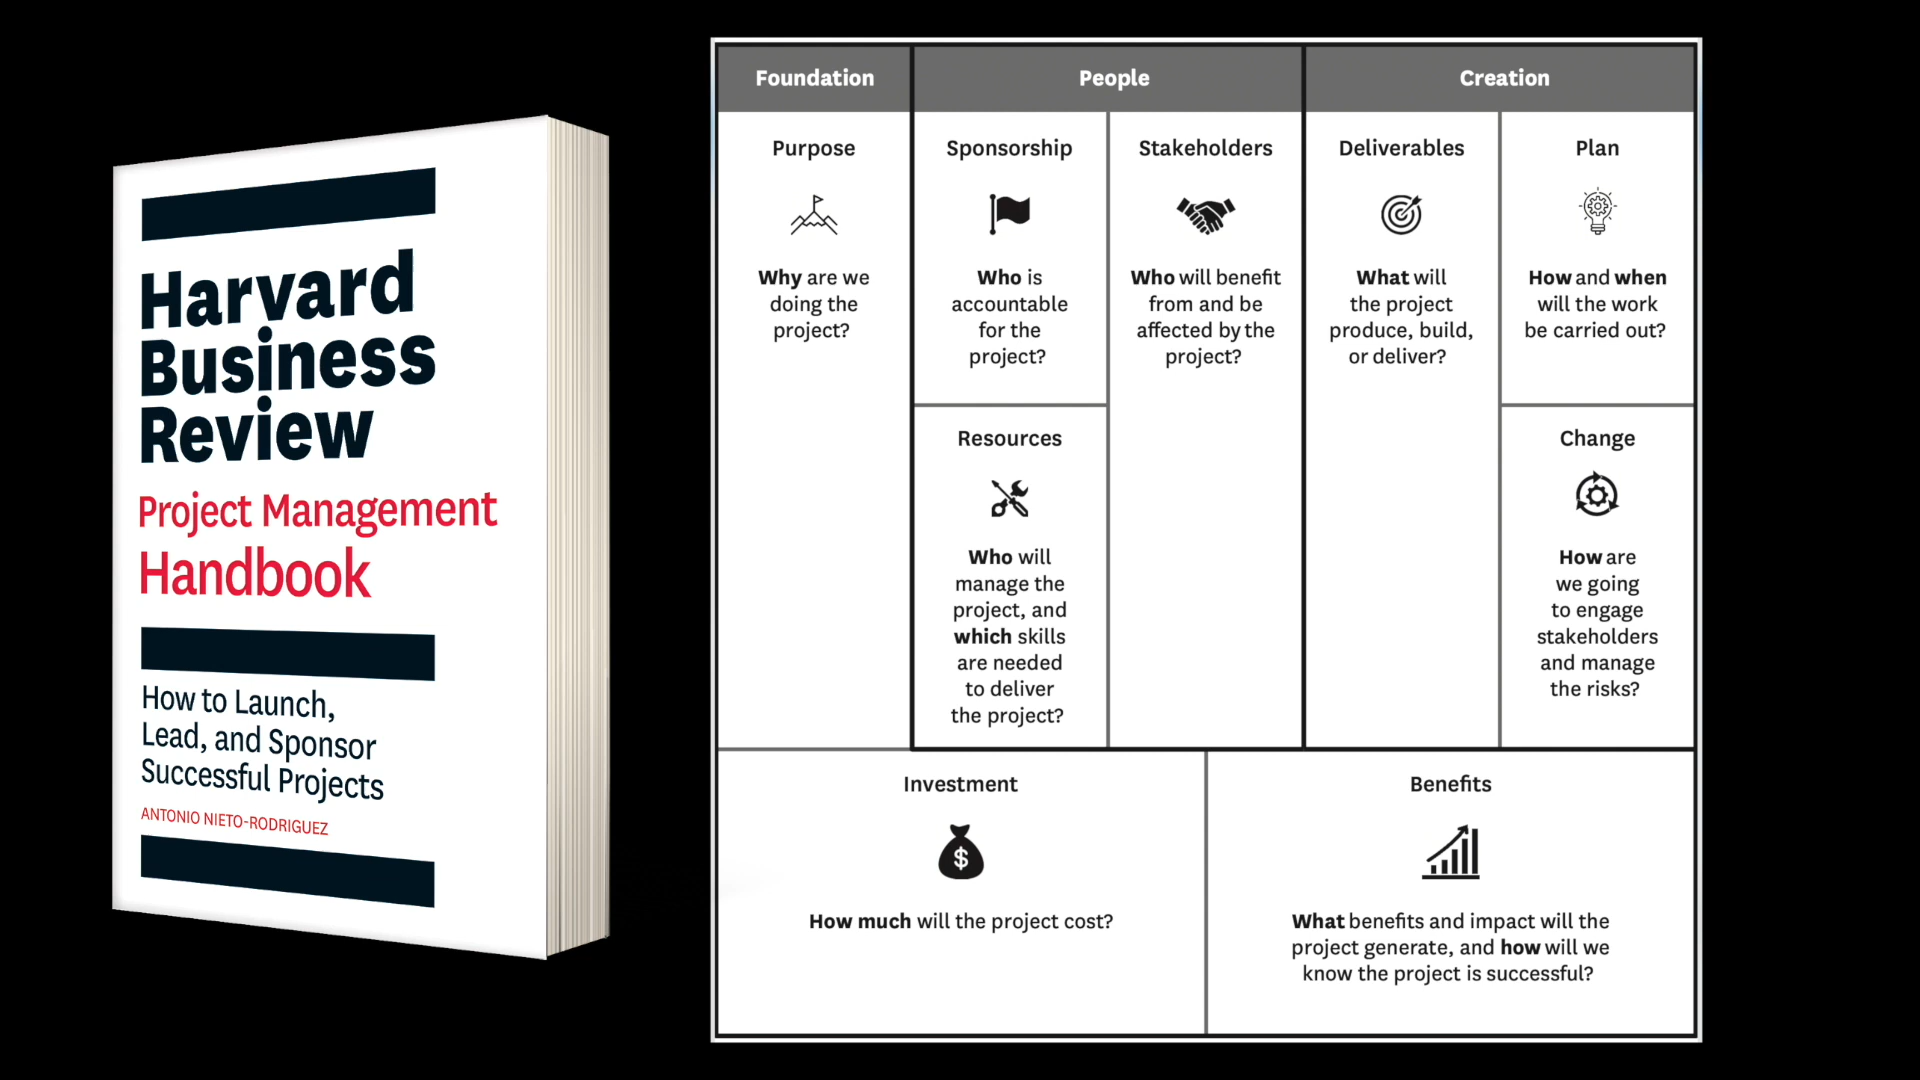 Harvard
Business
Review
Project Management
Handbook
How to Launch,
Lead, and Sponsor
Successful Projects
ANTONIO NIETO-RODRIGUEZ
Foundation
People
Creation
Purpose
Why are we
doing the
project?
Sponsorship
Who is
accountable
for the
project?
Resources
Who will
manage the
project, and
which skills
are needed
to deliver
the project?
Stakeholders
Who will benefit
from and be
affected by the
project?
Deliverables
What will
the project
produce, build,
or deliver?
Plan
How and when
will the work
be carried out?
Change
How are
we going
to engage
stakeholders
and manage
the risks?
Investment
$
How much will the project cost?
Benefits
What benefits and impact will the
project generate, and how will we
know the project is successful?